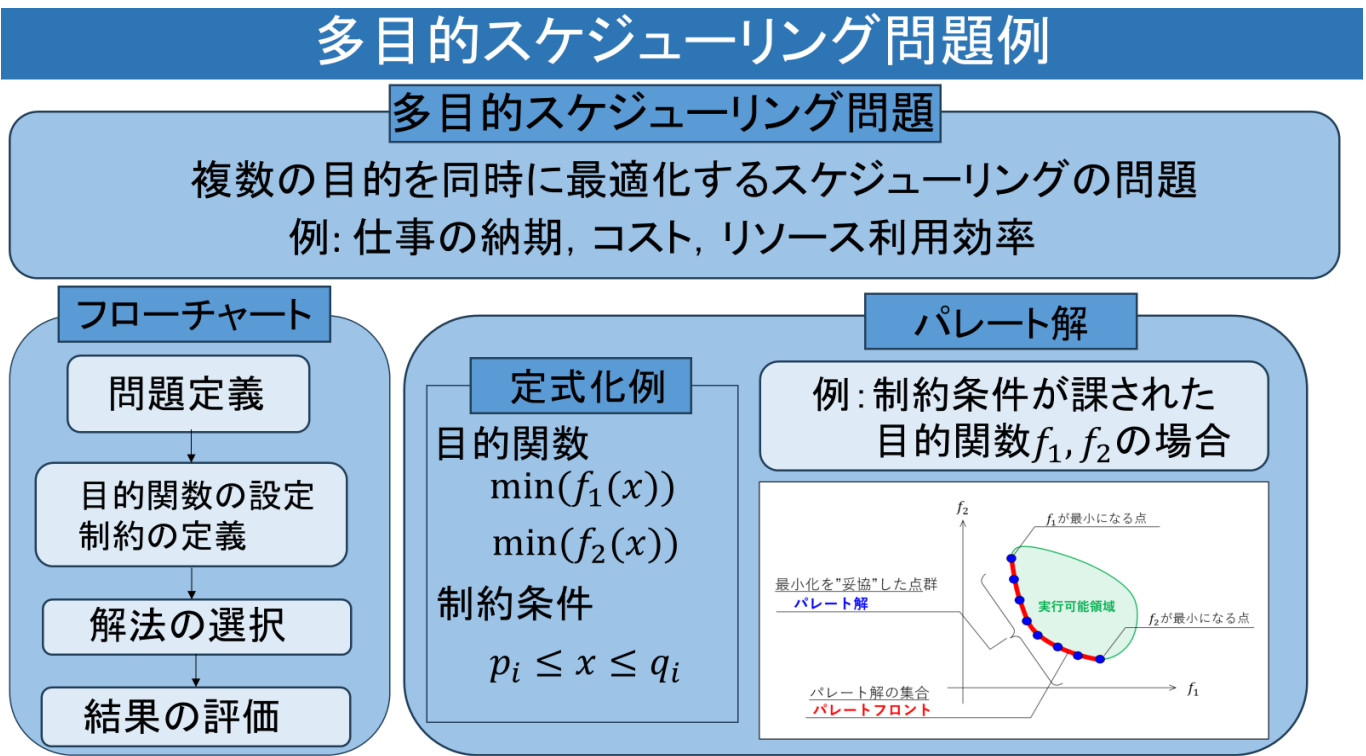 多目的スケジューリング問題例
多目的スケジューリング問題
複数の目的を同時に最適化するスケジューリングの問題
例: 仕事の納期, コスト, リソース利用効率
フローチャート
問題定義
目的関数の設定
制約の定義
解法の選択
結果の評価
パレート解
定式化例
目的関数
min(f₁(x))
min(f₂(x))
制約条件
pᵢ ≤ x ≤ qᵢ
例:制約条件が課された
目的関数f₁, f₂の場合
f₂
f₁が最小になる点
最小化を"妥協"した点群
パレート解
実行可能領域
f₂が最小になる点
パレート解の集合
パレートフロント
f₁